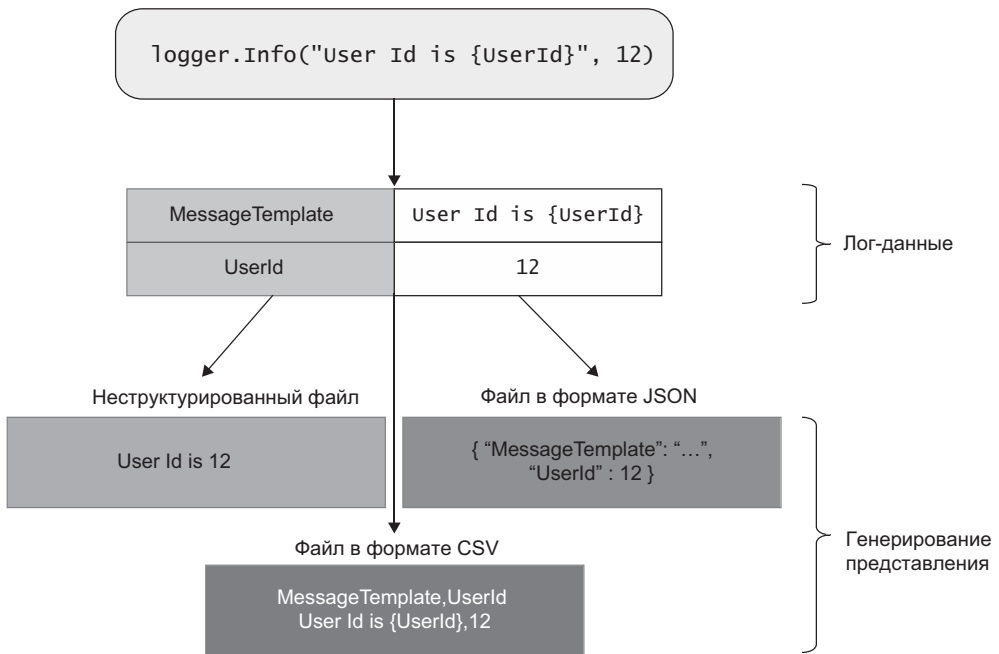 logger.Info("User Id is {UserId}", 12)
MessageTemplate
User Id is {UserId}
UserId
12
Лог-данные
Неструктурированный файл
Файл в формате JSON
User Id is 12
{ “MessageTemplate”: “…”,
“UserId” : 12 }
Файл в формате CSV
MessageTemplate,UserId
User Id is {UserId},12
Генерирование
представления